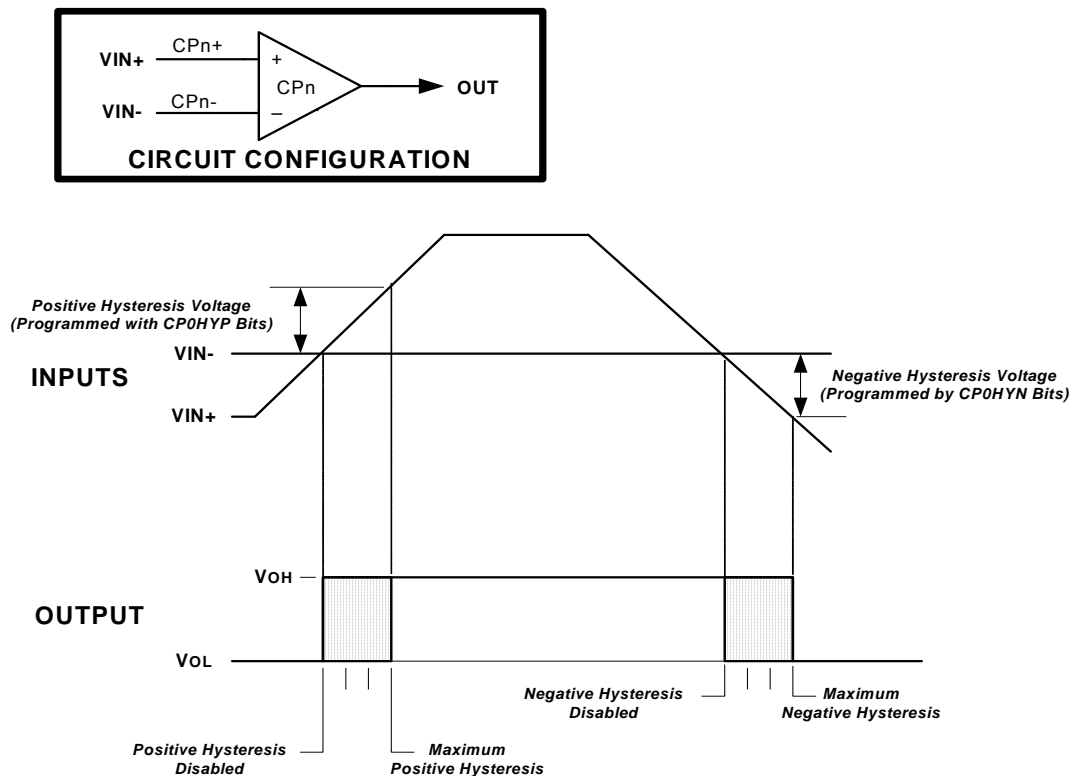 VIN+
CPn+
+
CPn
OUT
VIN-
CPn-
–
CIRCUIT CONFIGURATION
Positive Hysteresis Voltage
(Programmed with CP0HYP Bits)
VIN-
INPUTS
VIN+
Negative Hysteresis Voltage
(Programmed by CP0HYN Bits)
VOH
OUTPUT
VOL
Negative Hysteresis
Disabled
Maximum
Negative Hysteresis
Positive Hysteresis
Disabled
Maximum
Positive Hysteresis